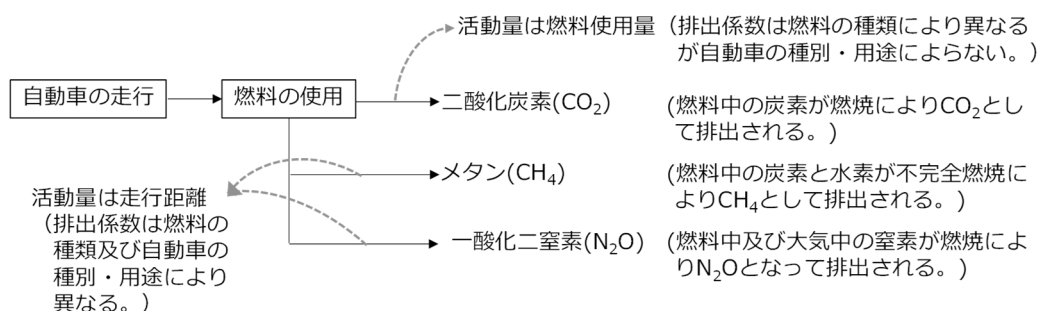 活動量は燃料使用量（排出係数は燃料の種類により異なる
が自動車の種別・用途によらない。）
自動車の走行
燃料の使用
二酸化炭素(CO2)
(燃料中の炭素が燃焼によりCO2とし
て排出される。)
メタン(CH4)
(燃料中の炭素と水素が不完全燃焼に
よりCH4として排出される。)
一酸化二窒素(N2O)
(燃料中及び大気中の窒素が燃焼によ
りN2Oとなって排出される。)
活動量は走行距離
（排出係数は燃料の
種類及び自動車の
種別・用途により
異なる。）